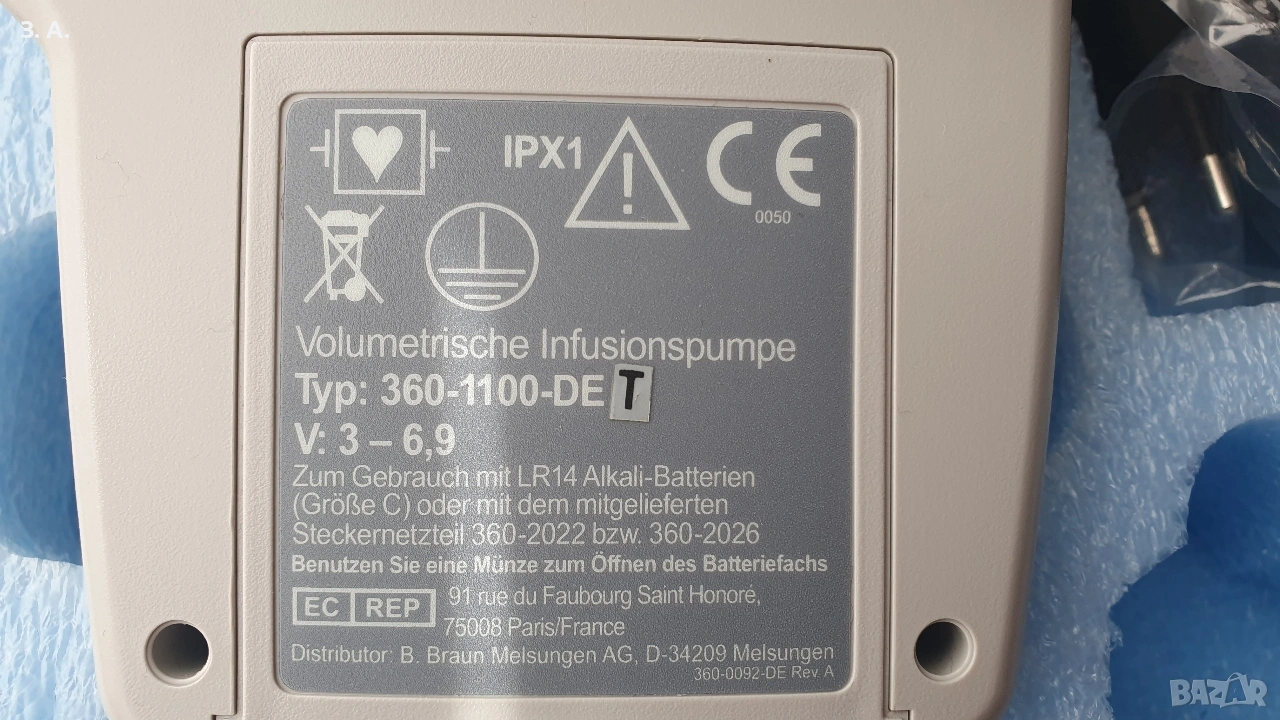 З. А.
IPX1
CE
0050
Volumetrische Infusionspumpe
Typ: 360-1100-DE T
V: 3 – 6,9
Zum Gebrauch mit LR14 Alkali-Batterien
(Größe C) oder mit dem mitgelieferten
Steckernetzteil 360-2022 bzw. 360-2026
Benutzen Sie eine Münze zum Öffnen des Batteriefachs
EC REP 91 rue du Faubourg Saint Honoré,
75008 Paris/France
Distributor: B. Braun Melsungen AG, D-34209 Melsungen
360-0092-DE Rev. A
BAZAR